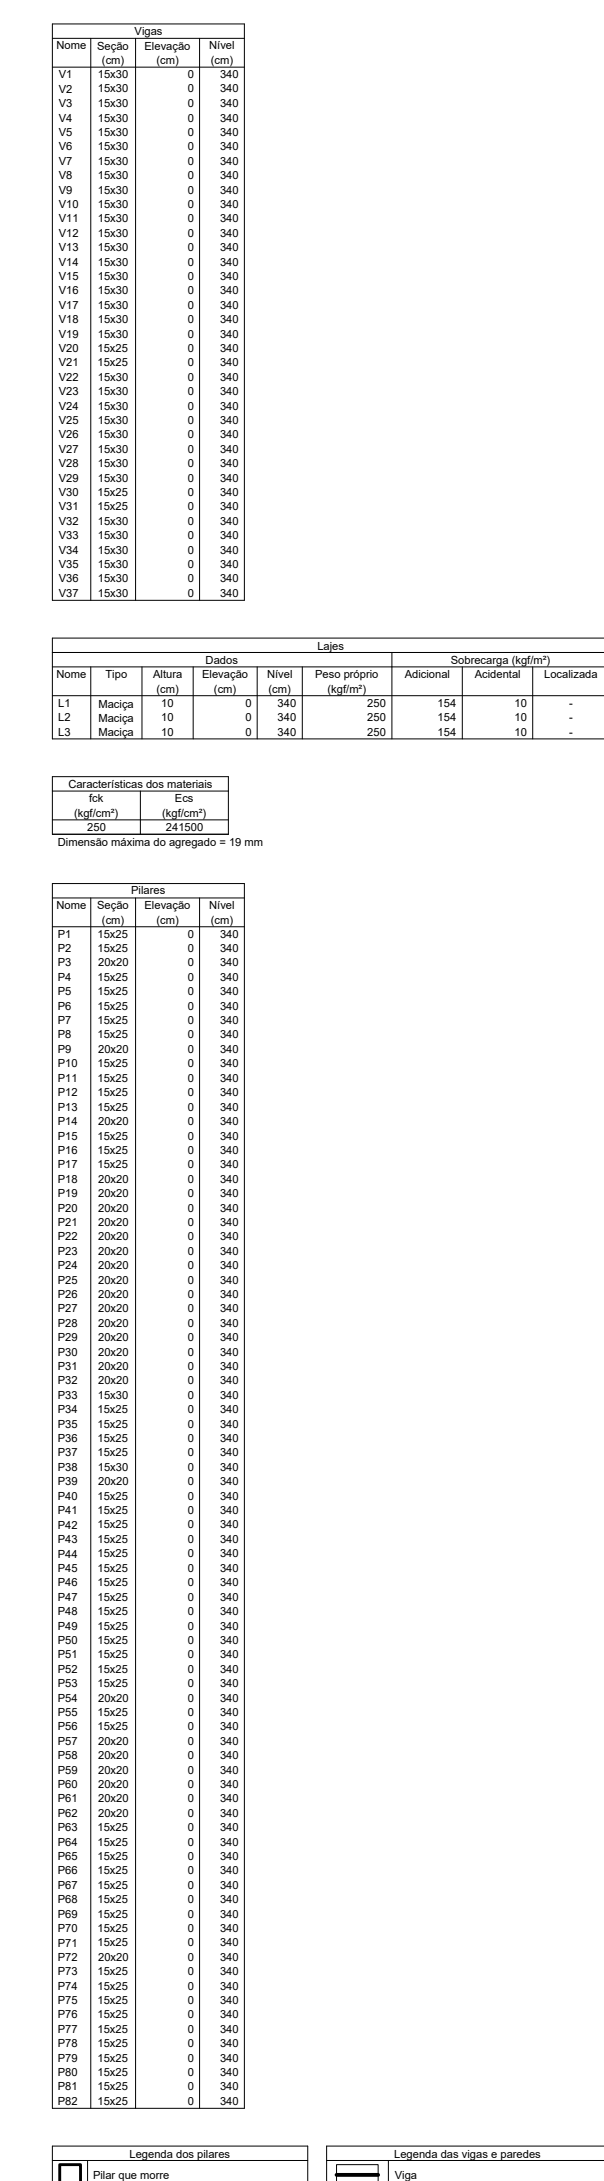 Vigas
Nome Seção Elevação Nível
(cm) (cm) (cm)
V1 15x30 0 340
V2 15x30 0 340
V3 15x30 0 340
V4 15x30 0 340
V5 15x30 0 340
V6 15x30 0 340
V7 15x30 0 340
V8 15x30 0 340
V9 15x30 0 340
V10 15x30 0 340
V11 15x30 0 340
V12 15x30 0 340
V13 15x30 0 340
V14 15x30 0 340
V15 15x30 0 340
V16 15x30 0 340
V17 15x30 0 340
V18 15x30 0 340
V19 15x30 0 340
V20 15x25 0 340
V21 15x25 0 340
V22 15x30 0 340
V23 15x30 0 340
V24 15x30 0 340
V25 15x30 0 340
V26 15x30 0 340
V27 15x30 0 340
V28 15x30 0 340
V29 15x30 0 340
V30 15x25 0 340
V31 15x25 0 340
V32 15x30 0 340
V33 15x30 0 340
V34 15x30 0 340
V35 15x30 0 340
V36 15x30 0 340
V37 15x30 0 340
Lajes
Dados Sobrecarga (kgf/m²)
Nome Tipo Altura Elevação Nível Peso próprio Adicional Acidental Localizada
(cm) (cm) (cm) (kgf/m²)
L1 Maciça 10 0 340 250 154 10 -
L2 Maciça 10 0 340 250 154 10 -
L3 Maciça 10 0 340 250 154 10 -
Características dos materiais
fck Ecs
(kgf/cm²) (kgf/cm²)
250 241500
Dimensão máxima do agregado = 19 mm
Pilares
Nome Seção Elevação Nível
(cm) (cm) (cm)
P1 15x25 0 340
P2 15x25 0 340
P3 20x20 0 340
P4 15x25 0 340
P5 15x25 0 340
P6 15x25 0 340
P7 15x25 0 340
P8 15x25 0 340
P9 20x20 0 340
P10 15x25 0 340
P11 15x25 0 340
P12 15x25 0 340
P13 15x25 0 340
P14 20x20 0 340
P15 15x25 0 340
P16 15x25 0 340
P17 15x25 0 340
P18 20x20 0 340
P19 20x20 0 340
P20 20x20 0 340
P21 20x20 0 340
P22 20x20 0 340
P23 20x20 0 340
P24 20x20 0 340
P25 20x20 0 340
P26 20x20 0 340
P27 20x20 0 340
P28 20x20 0 340
P29 20x20 0 340
P30 20x20 0 340
P31 20x20 0 340
P32 20x20 0 340
P33 15x30 0 340
P34 15x25 0 340
P35 15x25 0 340
P36 15x25 0 340
P37 15x25 0 340
P38 15x30 0 340
P39 20x20 0 340
P40 15x25 0 340
P41 15x25 0 340
P42 15x25 0 340
P43 15x25 0 340
P44 15x25 0 340
P45 15x25 0 340
P46 15x25 0 340
P47 15x25 0 340
P48 15x25 0 340
P49 15x25 0 340
P50 15x25 0 340
P51 15x25 0 340
P52 15x25 0 340
P53 15x25 0 340
P54 20x20 0 340
P55 15x25 0 340
P56 15x25 0 340
P57 20x20 0 340
P58 20x20 0 340
P59 20x20 0 340
P60 20x20 0 340
P61 20x20 0 340
P62 20x20 0 340
P63 15x25 0 340
P64 15x25 0 340
P65 15x25 0 340
P66 15x25 0 340
P67 15x25 0 340
P68 15x25 0 340
P69 15x25 0 340
P70 15x25 0 340
P71 15x25 0 340
P72 20x20 0 340
P73 15x25 0 340
P74 15x25 0 340
P75 15x25 0 340
P76 15x25 0 340
P77 15x25 0 340
P78 15x25 0 340
P79 15x25 0 340
P80 15x25 0 340
P81 15x25 0 340
P82 15x25 0 340
Legenda dos pilares Legenda das vigas e paredes
Pilar que morre Viga